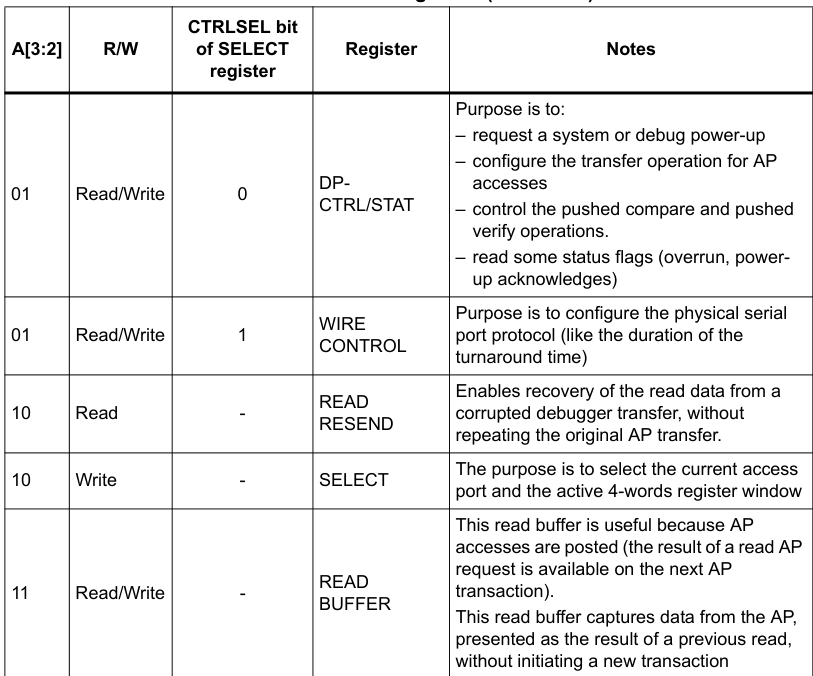 A[3:2]
R/W
CTRLSEL bit
of SELECT
register
Register
Notes
01
Read/Write
0
DP-
CTRL/STAT
Purpose is to:
– request a system or debug power-up
– configure the transfer operation for AP
accesses
– control the pushed compare and pushed
verify operations.
– read some status flags (overrun, power-
up acknowledges)
01
Read/Write
1
WIRE
CONTROL
Purpose is to configure the physical serial
port protocol (like the duration of the
turnaround time)
10
Read
-
READ
RESEND
Enables recovery of the read data from a
corrupted debugger transfer, without
repeating the original AP transfer.
10
Write
-
SELECT
The purpose is to select the current access
port and the active 4-words register window
11
Read/Write
-
READ
BUFFER
This read buffer is useful because AP
accesses are posted (the result of a read AP
request is available on the next AP
transaction).
This read buffer captures data from the AP,
presented as the result of a previous read,
without initiating a new transaction